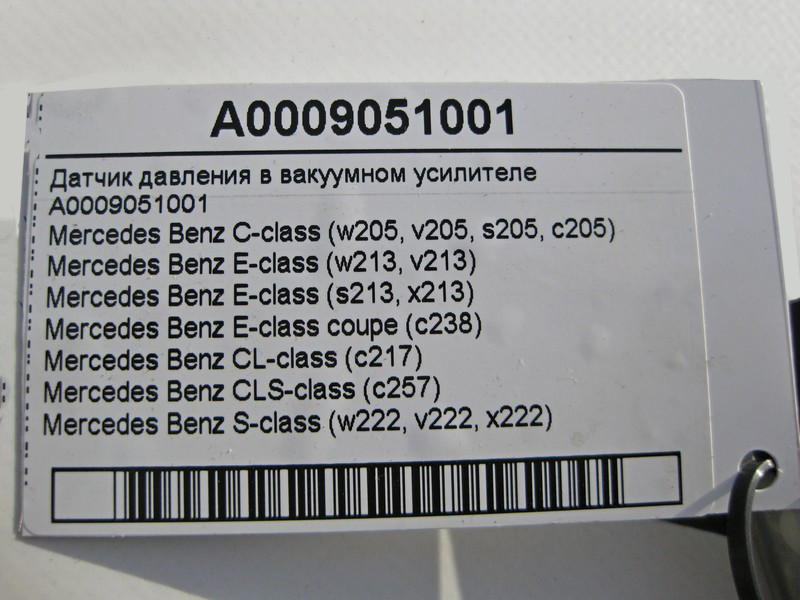 A0009051001
Датчик давления в вакуумном усилителе
A0009051001
Mercedes Benz C-class (w205, v205, s205, c205)
Mercedes Benz E-class (w213, v213)
Mercedes Benz E-class (s213, x213)
Mercedes Benz E-class coupe (c238)
Mercedes Benz CL-class (c217)
Mercedes Benz CLS-class (c257)
Mercedes Benz S-class (w222, v222, x222)